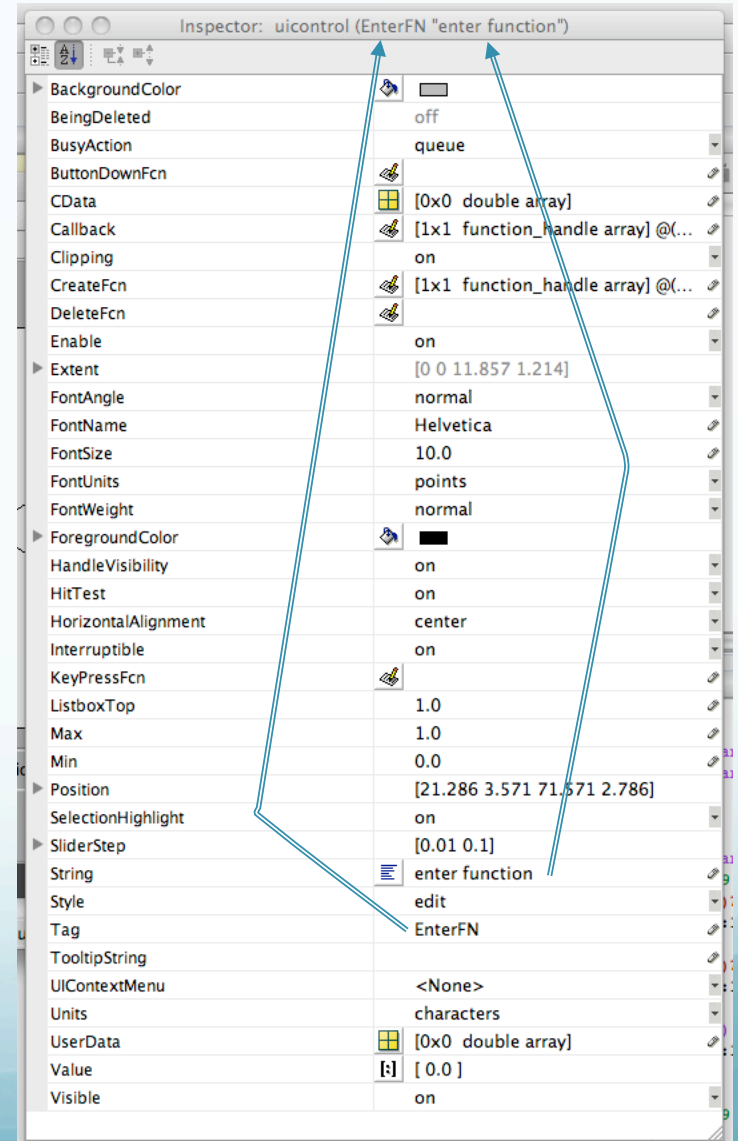 Inspector: uicontrol (EnterFN "enter function")
BackgroundColor
BeingDeleted off
BusyAction queue
ButtonDownFcn
CData [0x0 double array]
Callback [1x1 function_handle array] @(...
Clipping on
CreateFcn [1x1 function_handle array] @(...
DeleteFcn
Enable on
Extent [0 0 11.857 1.214]
FontAngle normal
FontName Helvetica
FontSize 10.0
FontUnits points
FontWeight normal
ForegroundColor
HandleVisibility on
HitTest on
HorizontalAlignment center
Interruptible on
KeyPressFcn
ListboxTop 1.0
Max 1.0
Min 0.0
Position [21.286 3.571 71.571 2.786]
SelectionHighlight on
SliderStep [0.01 0.1]
String enter function
Style edit
Tag EnterFN
TooltipString
UIContextMenu <None>
Units characters
UserData [0x0 double array]
Value [ 0.0 ]
Visible on